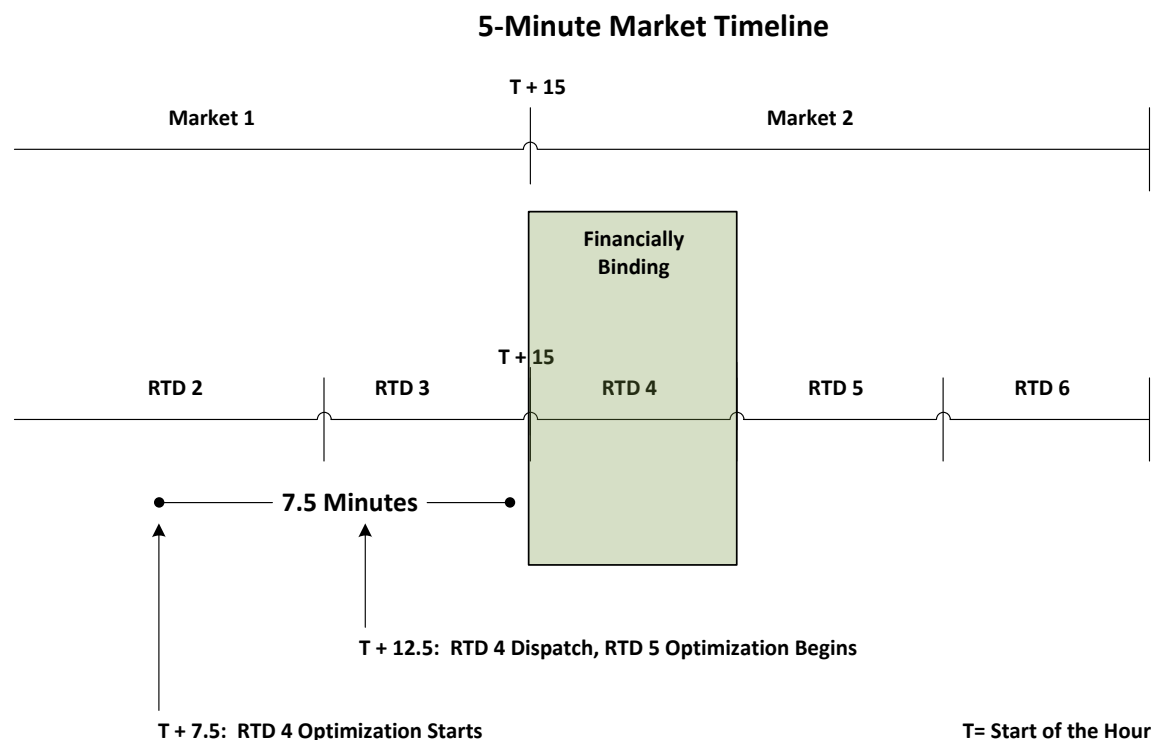 5-Minute Market Timeline
T + 15
Market 1
Market 2
Financially
Binding
T + 15
RTD 2
RTD 3
RTD 4
RTD 5
RTD 6
7.5 Minutes
T + 12.5:  RTD 4 Dispatch, RTD 5 Optimization Begins
T + 7.5:  RTD 4 Optimization Starts
T= Start of the Hour